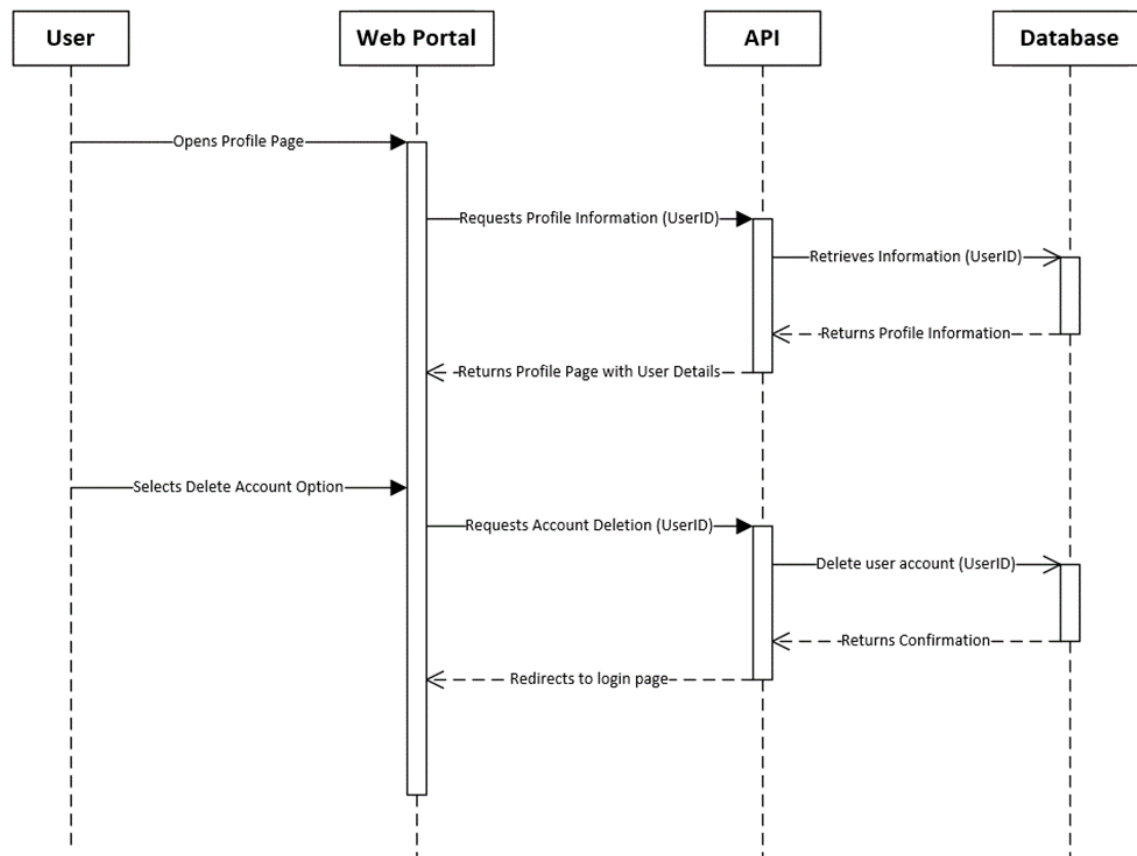 User
Web Portal
API
Database
Opens Profile Page
Requests Profile Information (UserID)
Retrieves Information (UserID)
Returns Profile Information
Returns Profile Page with User Details
Selects Delete Account Option
Requests Account Deletion (UserID)
Delete user account (UserID)
Returns Confirmation
Redirects to login page